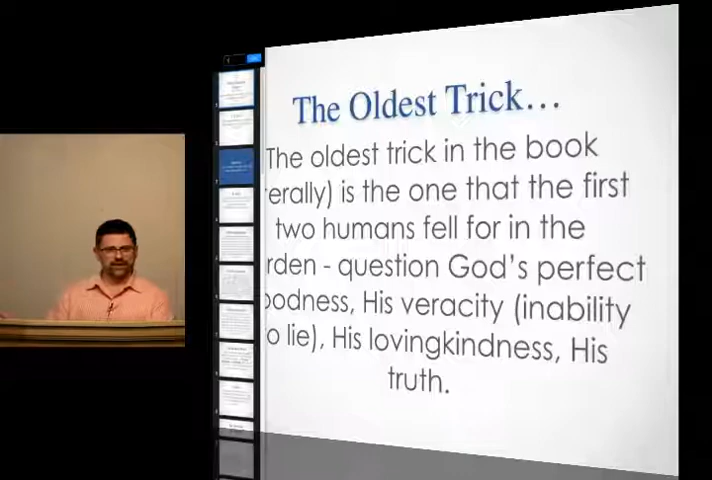 The Oldest Trick...
The oldest trick in the book
erally) is the one that the first
two humans fell for in the
rden - question God's perfect
oodness, His veracity (inability
o lie), His lovingkindness, His
truth.